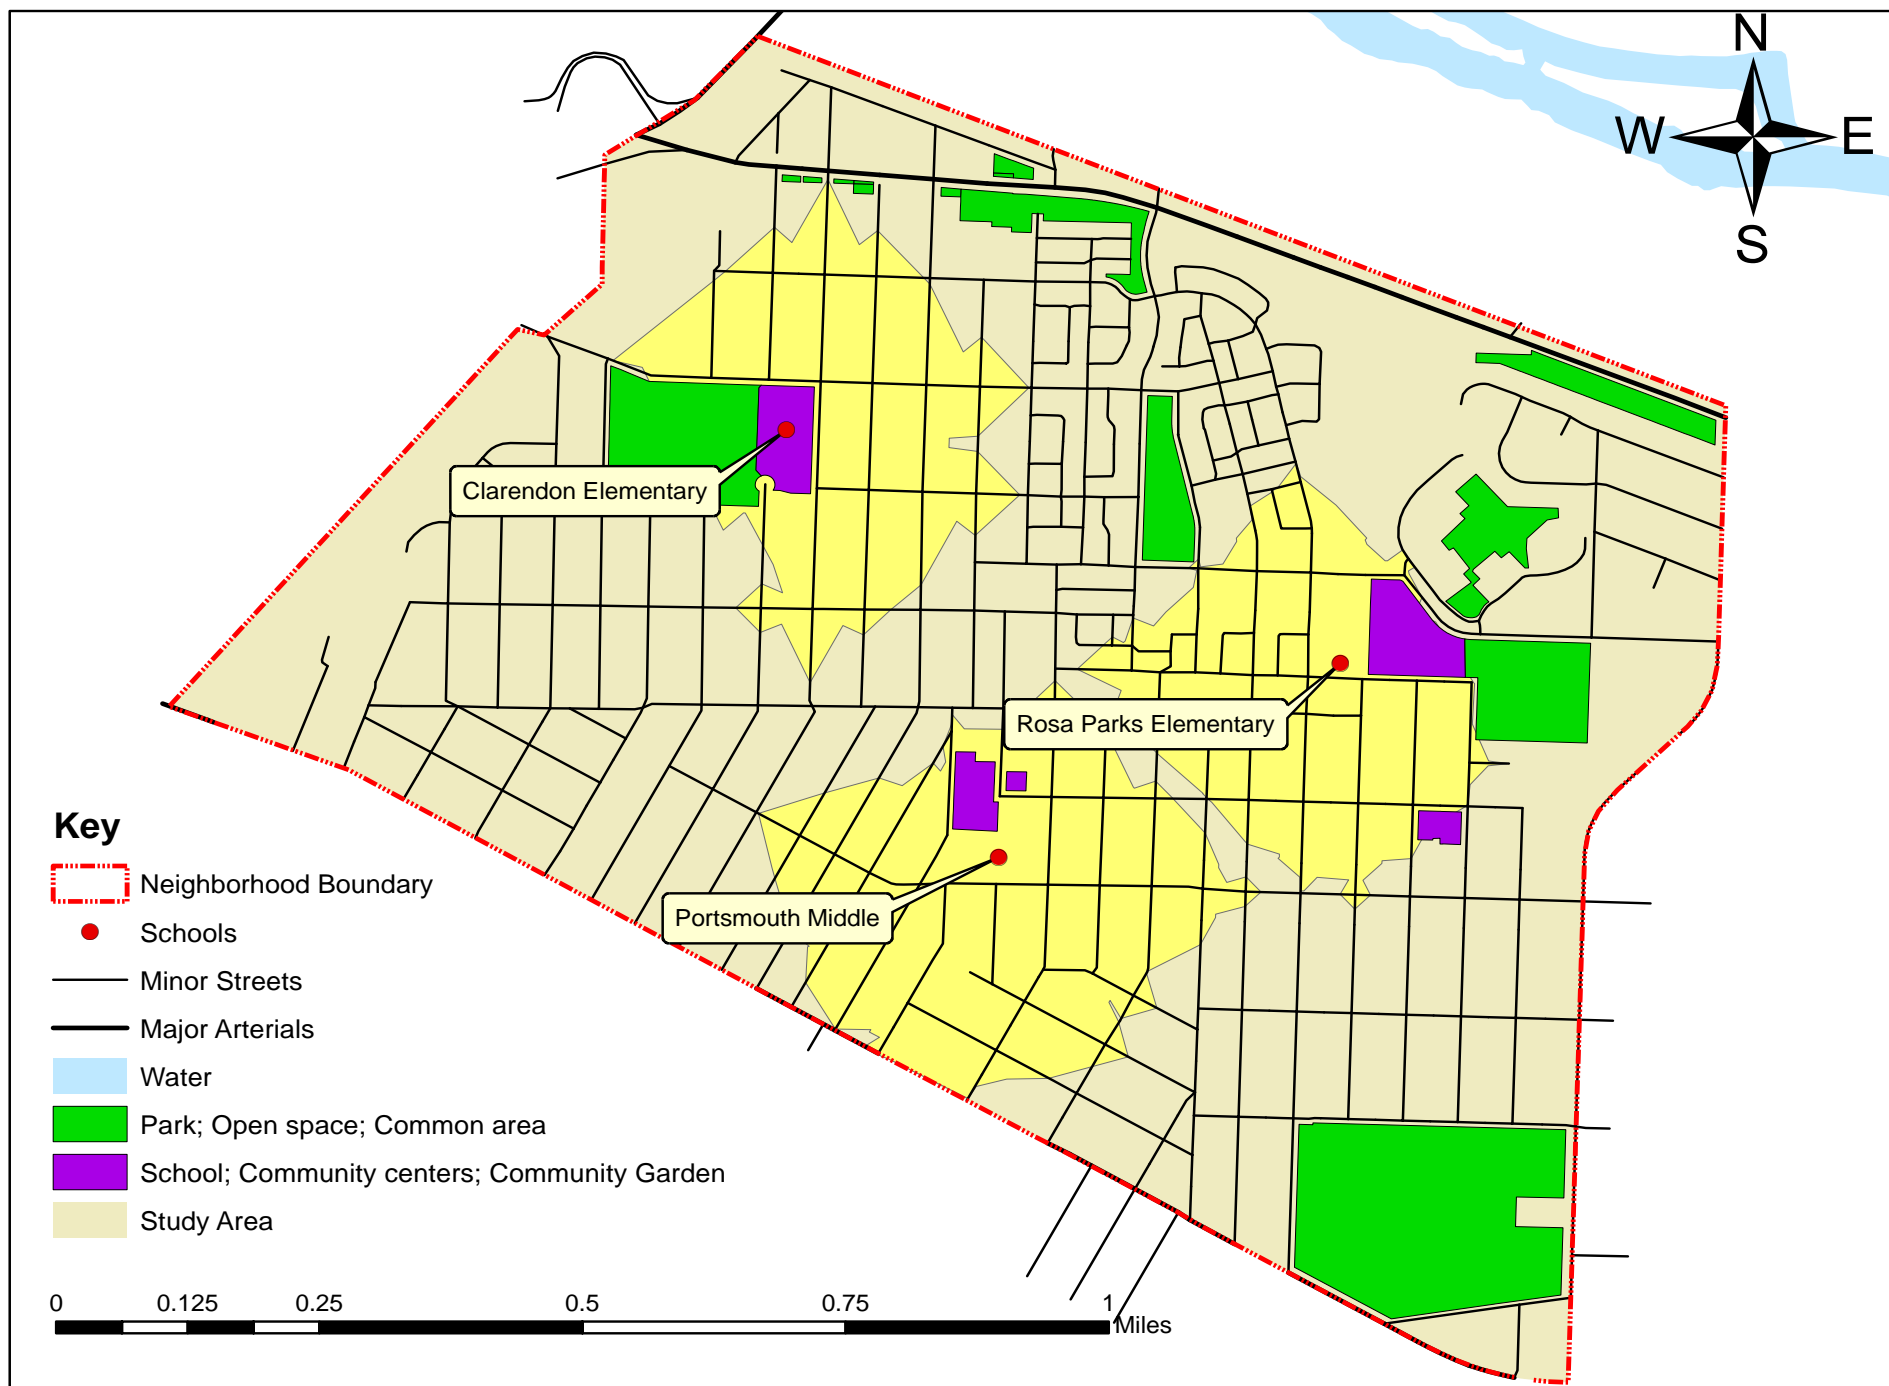 N
W E
S
Clarendon Elementary
Rosa Parks Elementary
Portsmouth Middle
Key
Neighborhood Boundary
Schools
Minor Streets
Major Arterials
Water
Park; Open space; Common area
School; Community centers; Community Garden
Study Area
0 0.125 0.25 0.5 0.75 1
Miles